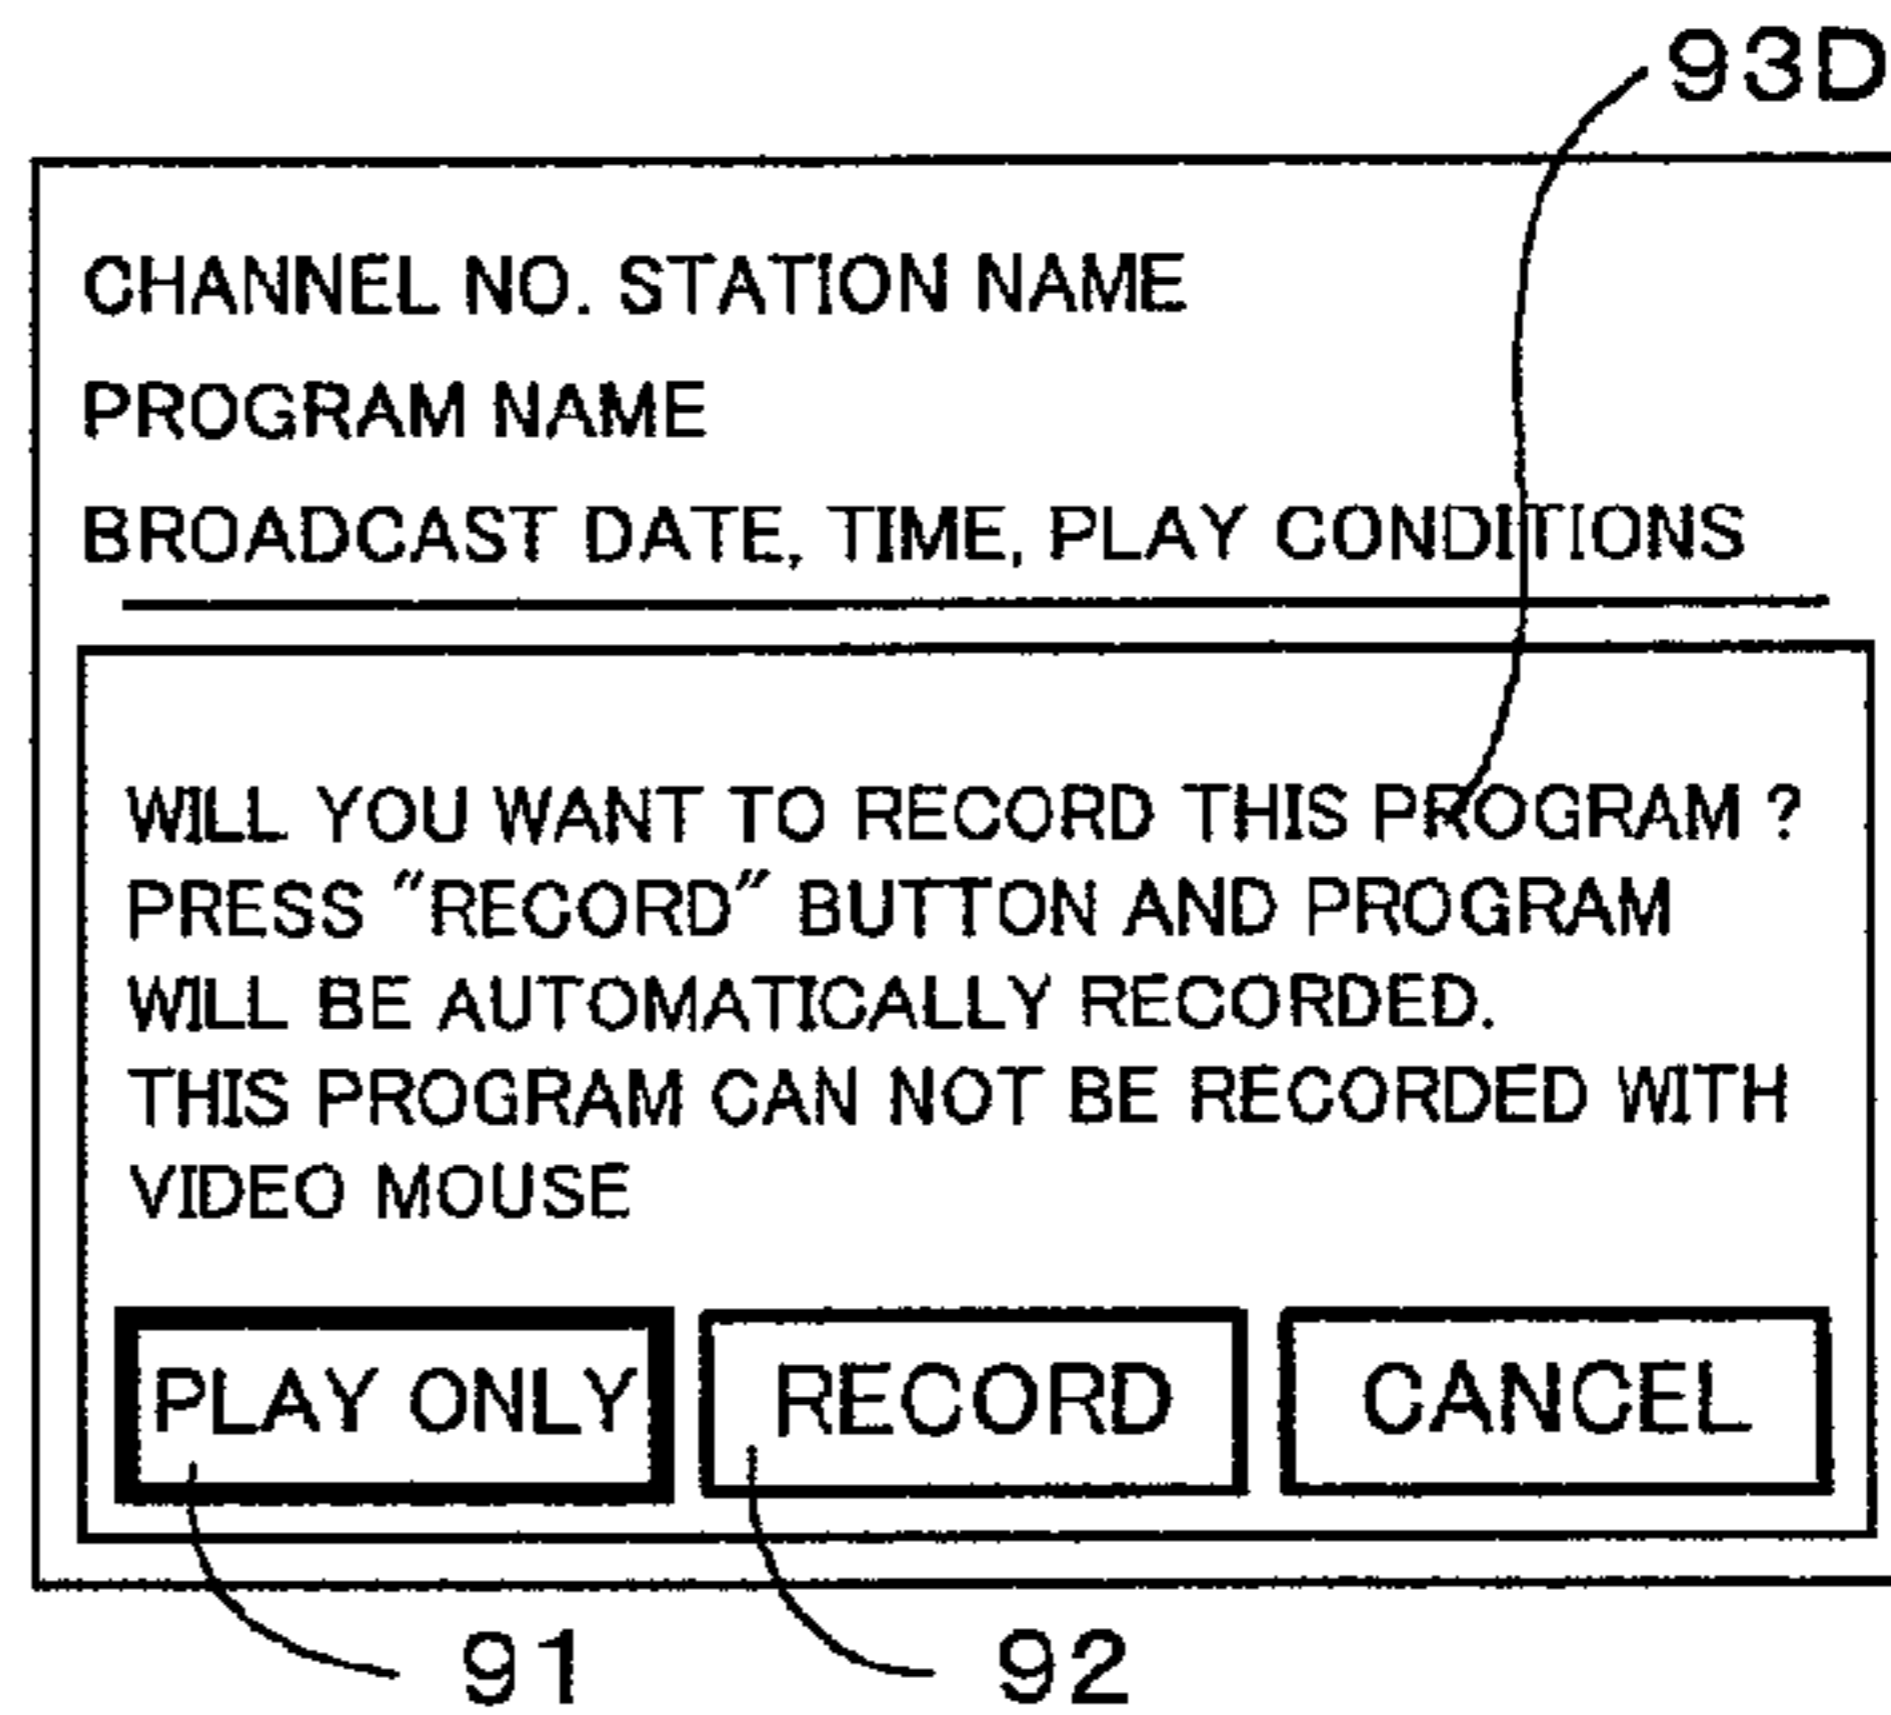 93D
CHANNEL NO. STATION NAME
PROGRAM NAME
BROADCAST DATE, TIME, PLAY CONDITIONS
WILL YOU WANT TO RECORD THIS PROGRAM ?
PRESS "RECORD" BUTTON AND PROGRAM
WILL BE AUTOMATICALLY RECORDED.
THIS PROGRAM CAN NOT BE RECORDED WITH
VIDEO MOUSE
PLAY ONLY RECORD CANCEL
91 92